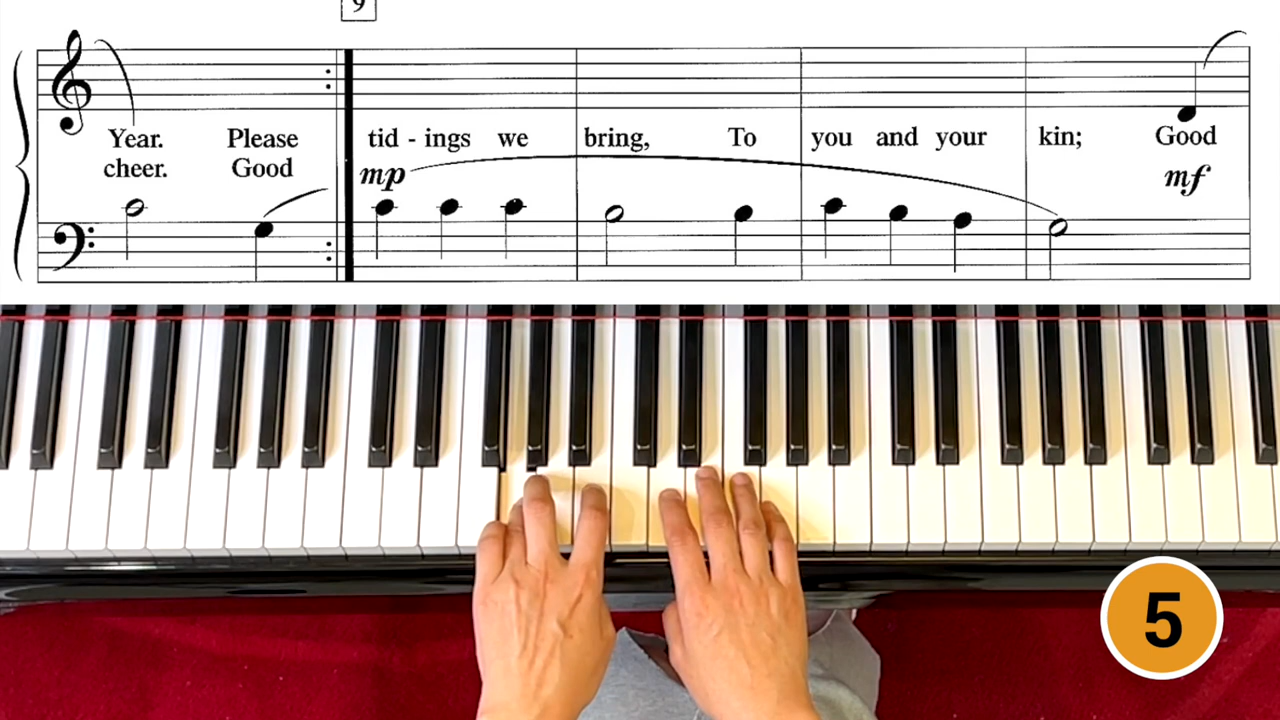 9
Year. Please tid - ings we bring, To you and your kin; Good
cheer. Good mp mf
5